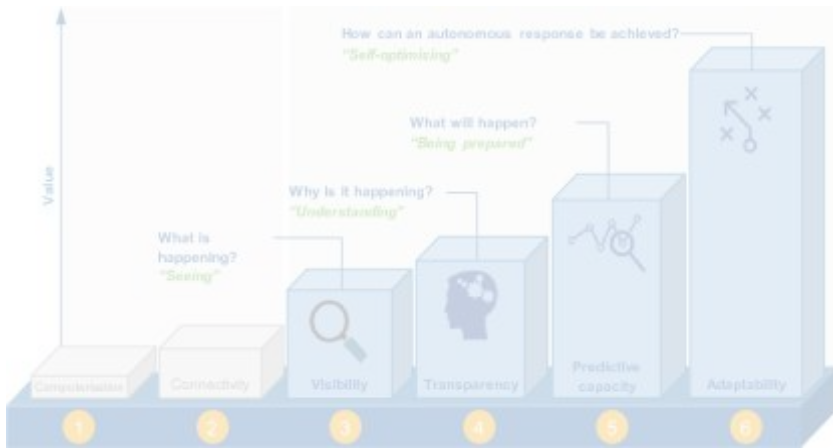 How can an autonomous response be achieved?
"Self-optimising"
What will happen?
"Being prepared"
Why is it happening?
"Understanding"
What is
happening?
"Seeing"
Value
Computerisation
Connectivity
Visibility
Transparency
Predictive
capacity
Adaptability
1
2
3
4
5
6